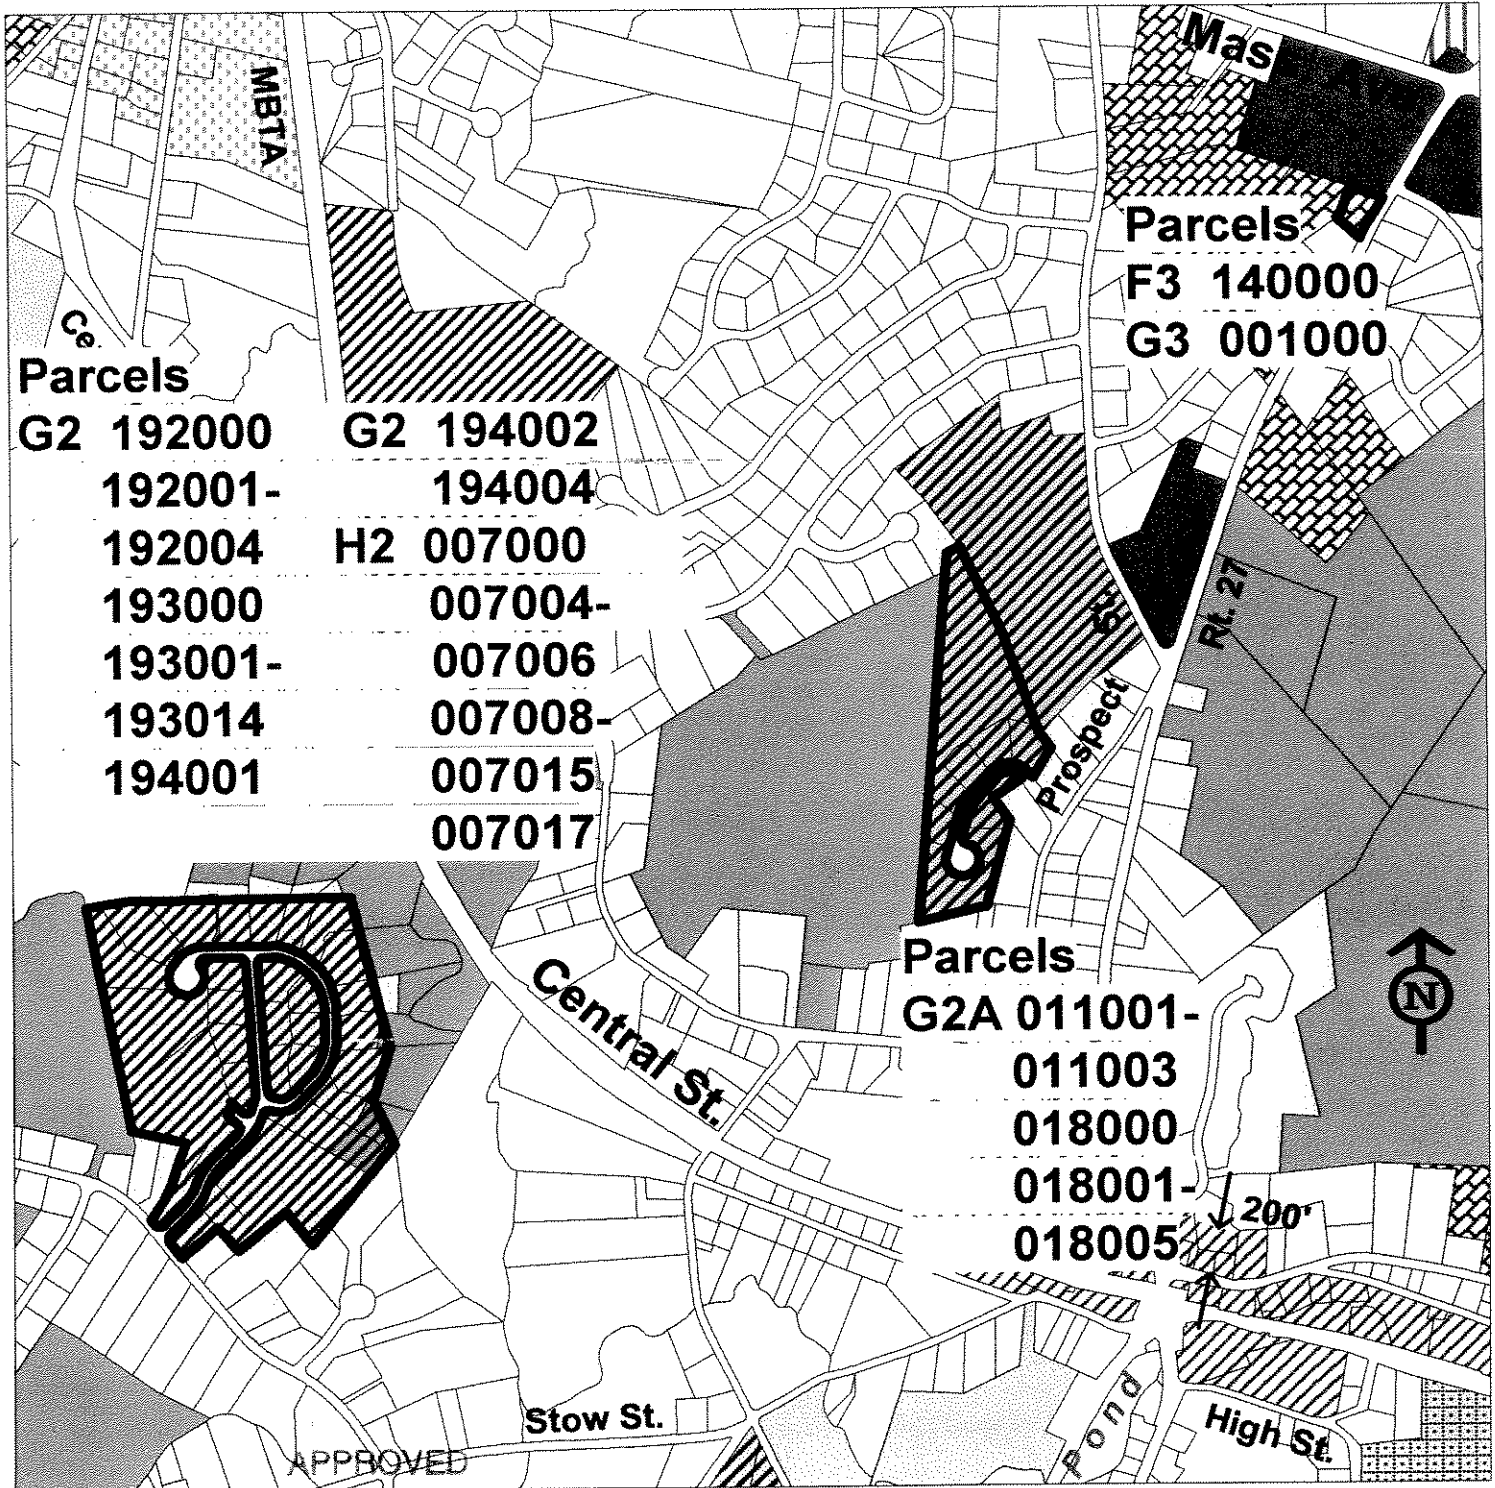 Mas Ave
MBTA
Parcels
F3 140000
G3 001000
Ce
Parcels
G2 192000 G2 194002
192001- 194004
192004 H2 007000
193000 007004-
193001- 007006
193014 007008-
194001 007015
007017
Rt. 27
Prospect
Parcels
G2A 011001-
011003
018000
018001-
018005
Central St.
N
200'
Stow St.
Pond
High St.
APPROVED